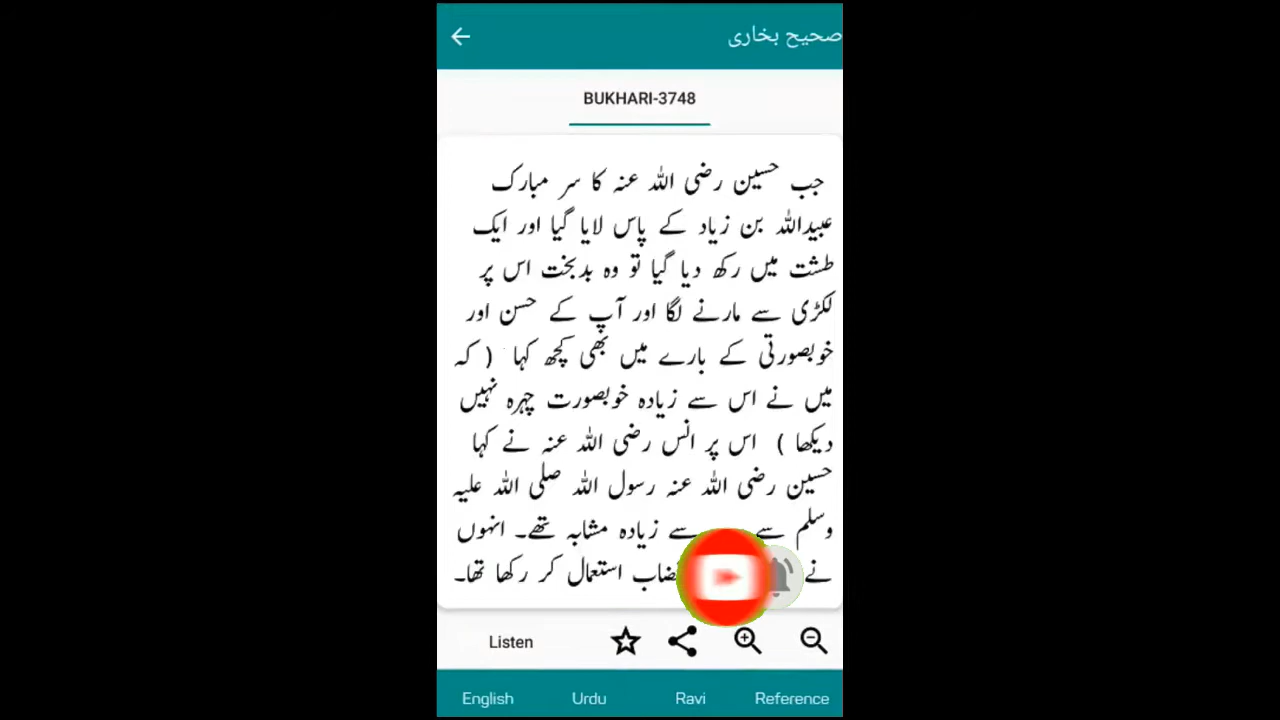 صحیح بخاری
BUKHARI-3748
جب حسین رضی اللہ عنہ کا سر مبارک
عبیداللہ بن زیاد کے پاس لایا گیا اور ایک
طشت میں رکھ دیا گیا تو وہ بدبخت اس پر
لکڑی سے مارنے لگا اور آپ کے حسن اور
خوبصورتی کے بارے میں بھی کچھ کہا ( کہ
میں نے اس سے زیادہ خوبصورت چہرہ نہیں
دیکھا ) اس پر انس رضی اللہ عنہ نے کہا
حسین رضی اللہ عنہ رسول اللہ صلی اللہ علیہ
وسلم سے سے زیادہ مشابہ تھے۔ انہوں
نے استعمال کر رکھا تھا۔
Listen
English Urdu Ravi Reference